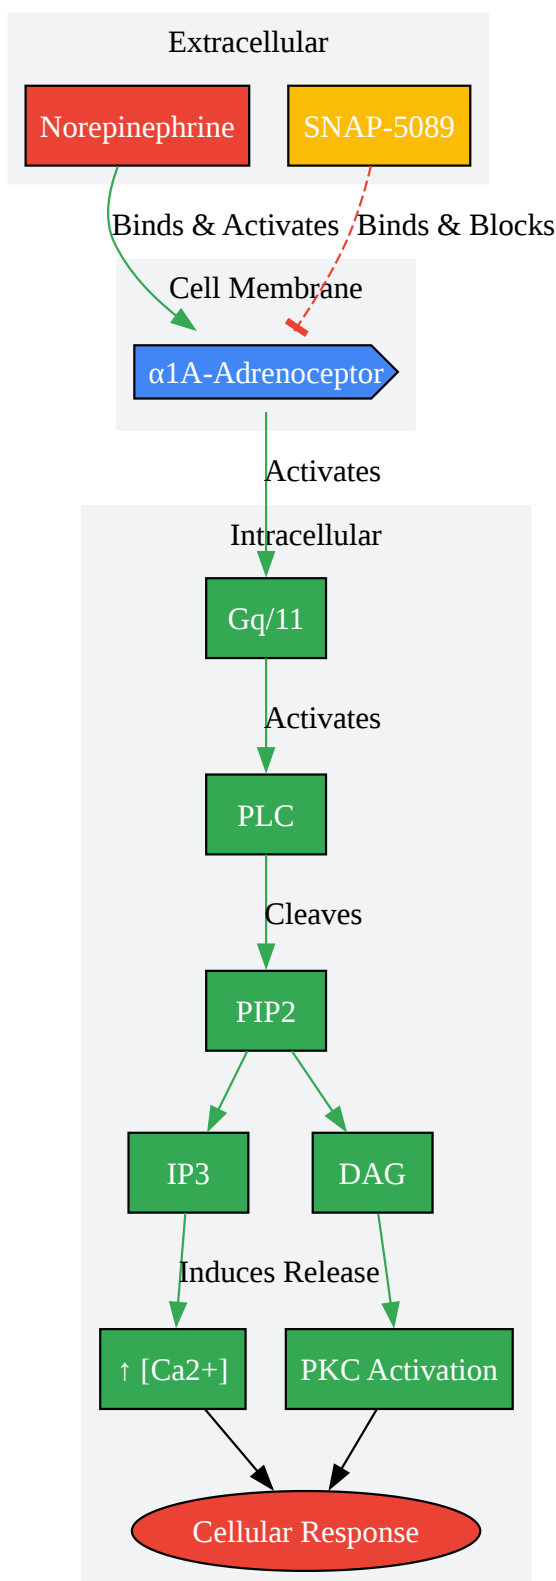 Extracellular
Norepinephrine
SNAP-5089
Binds & Activates
Binds & Blocks
Cell Membrane
α1A-Adrenoceptor
Activates
Intracellular
Gq/11
Activates
PLC
Cleaves
PIP2
IP3
DAG
Induces Release
↑ [Ca2+]
PKC Activation
Cellular Response